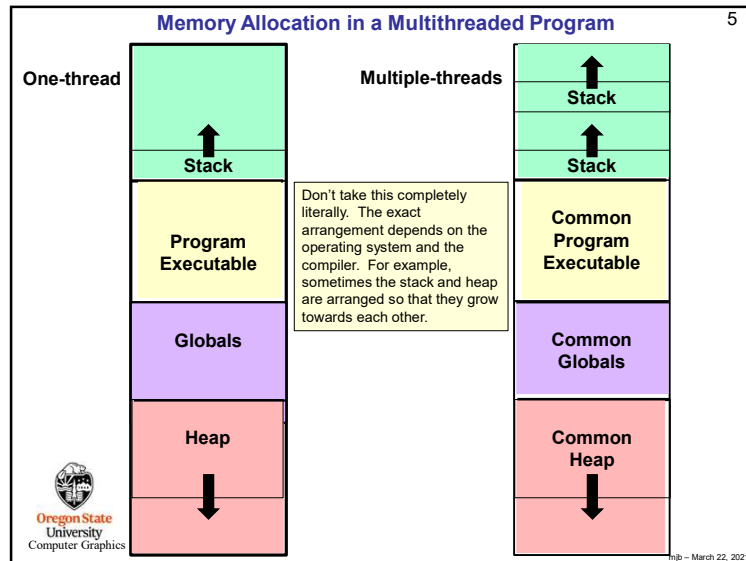 Memory Allocation in a Multithreaded Program
5
One-thread
Stack
Program
Executable
Globals
Heap
Don’t take this completely
literally. The exact
arrangement depends on the
operating system and the
compiler. For example,
sometimes the stack and heap
are arranged so that they grow
towards each other.
Multiple-threads
Stack
Stack
Common
Program
Executable
Common
Globals
Common
Heap
Oregon State
University
Computer Graphics
mjb – March 22, 2021